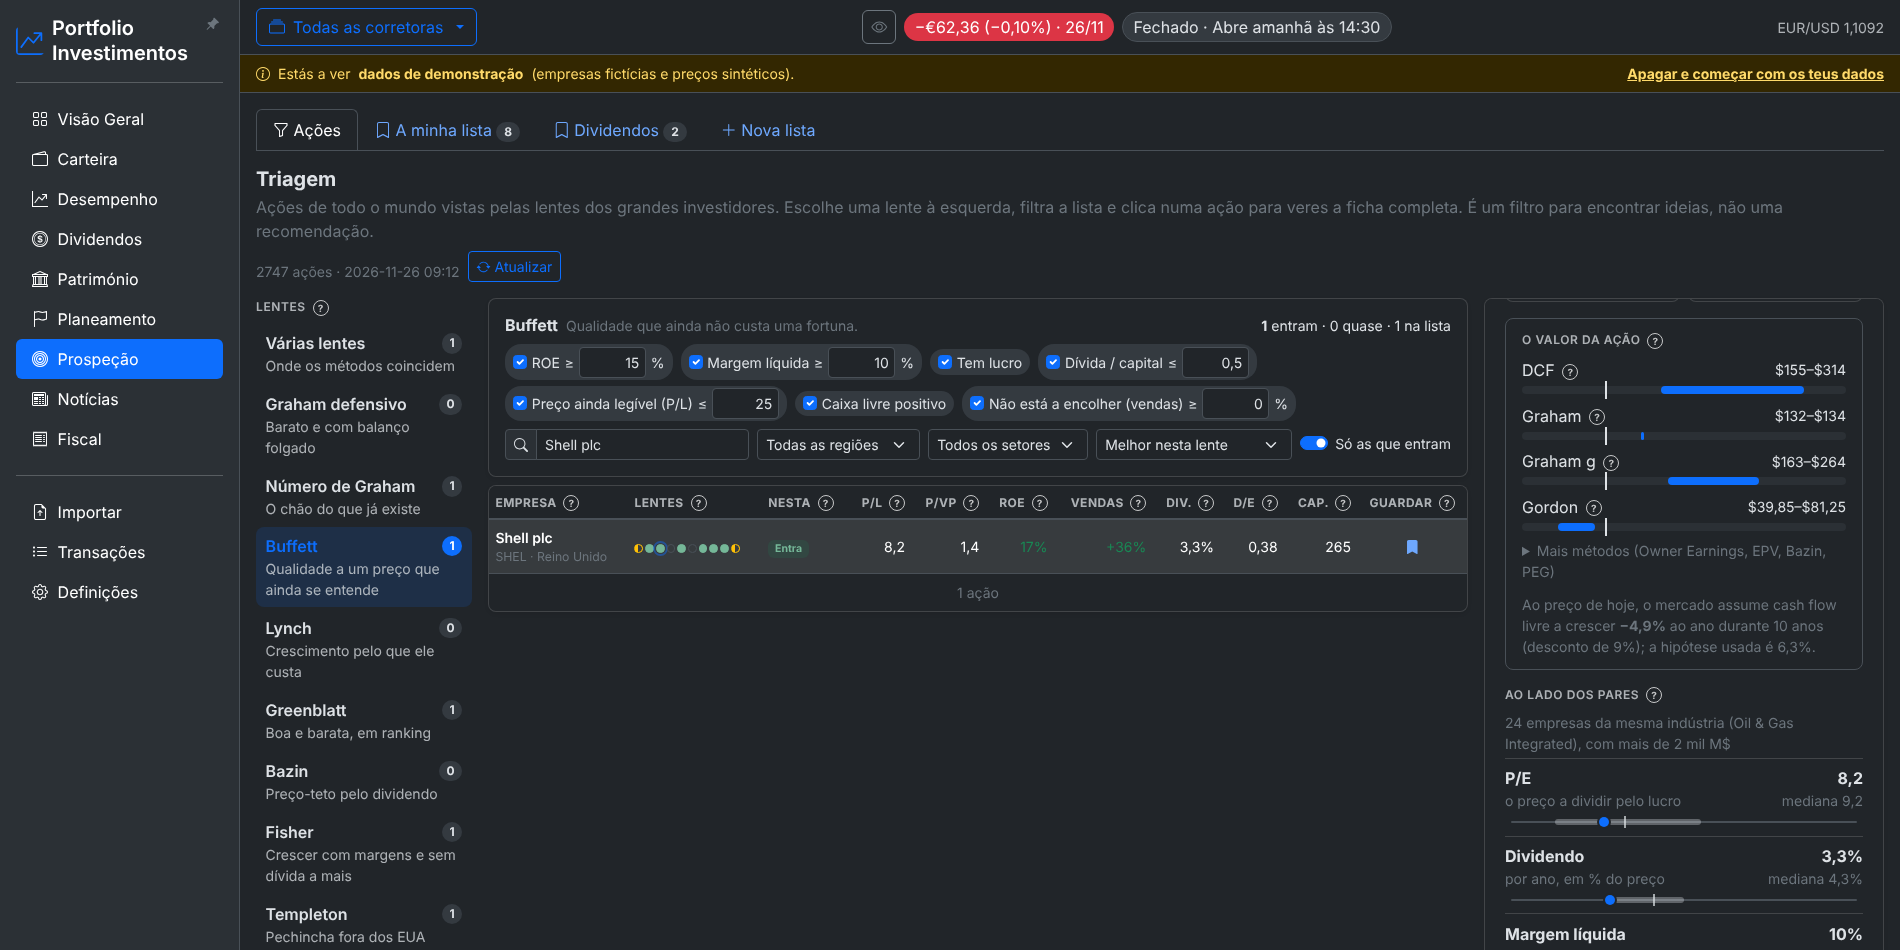 Portfolio
Investimentos
Visão Geral
Carteira
Desempenho
Dividendos
Património
Planeamento
Prospeção
Notícias
Fiscal
Importar
Transações
Definições
Todas as corretoras
−€62,36 (−0,10%) · 26/11
Fechado · Abre amanhã às 14:30
EUR/USD 1,1092
Estás a ver dados de demonstração (empresas fictícias e preços sintéticos).
Apagar e começar com os teus dados
Ações
A minha lista 8
Dividendos 2
+ Nova lista
Triagem
Ações de todo o mundo vistas pelas lentes dos grandes investidores. Escolhe uma lente à esquerda, filtra a lista e clica numa ação para veres a ficha completa. É um filtro para encontrar ideias, não uma
recomendação.
2747 ações · 2026-11-26 09:12
Atualizar
LENTES ?
Várias lentes 1
Onde os métodos coincidem
Graham defensivo 0
Barato e com balanço
folgado
Número de Graham 1
O chão do que já existe
Buffett 1
Qualidade a um preço que
ainda se entende
Lynch 0
Crescimento pelo que ele
custa
Greenblatt 1
Boa e barata, em ranking
Bazin 0
Preço-teto pelo dividendo
Fisher 1
Crescer com margens e sem
dívida a mais
Templeton 1
Pechincha fora dos EUA
Buffett Qualidade que ainda não custa uma fortuna.
1 entram · 0 quase · 1 na lista
ROE ≥ 15 %
Margem líquida ≥ 10 %
Tem lucro
Dívida / capital ≤ 0,5
Preço ainda legível (P/L) ≤ 25
Caixa livre positivo
Não está a encolher (vendas) ≥ 0 %
Shell plc
Todas as regiões
Todos os setores
Melhor nesta lente
Só as que entram
EMPRESA ? LENTES ? NESTA ? P/L ? P/VP ? ROE ? VENDAS ? DIV. ? D/E ? CAP. ? GUARDAR ?
Shell plc
SHEL · Reino Unido
Entra 8,2 1,4 17% +36% 3,3% 0,38 265
1 ação
O VALOR DA AÇÃO ?
DCF ? $155–$314
Graham ? $132–$134
Graham g ? $163–$264
Gordon ? $39,85–$81,25
Mais métodos (Owner Earnings, EPV, Bazin,
PEG)
Ao preço de hoje, o mercado assume cash flow
livre a crescer −4,9% ao ano durante 10 anos
(desconto de 9%); a hipótese usada é 6,3%.
AO LADO DOS PARES ?
24 empresas da mesma indústria (Oil & Gas
Integrated), com mais de 2 mil M$
P/E 8,2
o preço a dividir pelo lucro mediana 9,2
Dividendo 3,3%
por ano, em % do preço mediana 4,3%
Margem líquida 10%